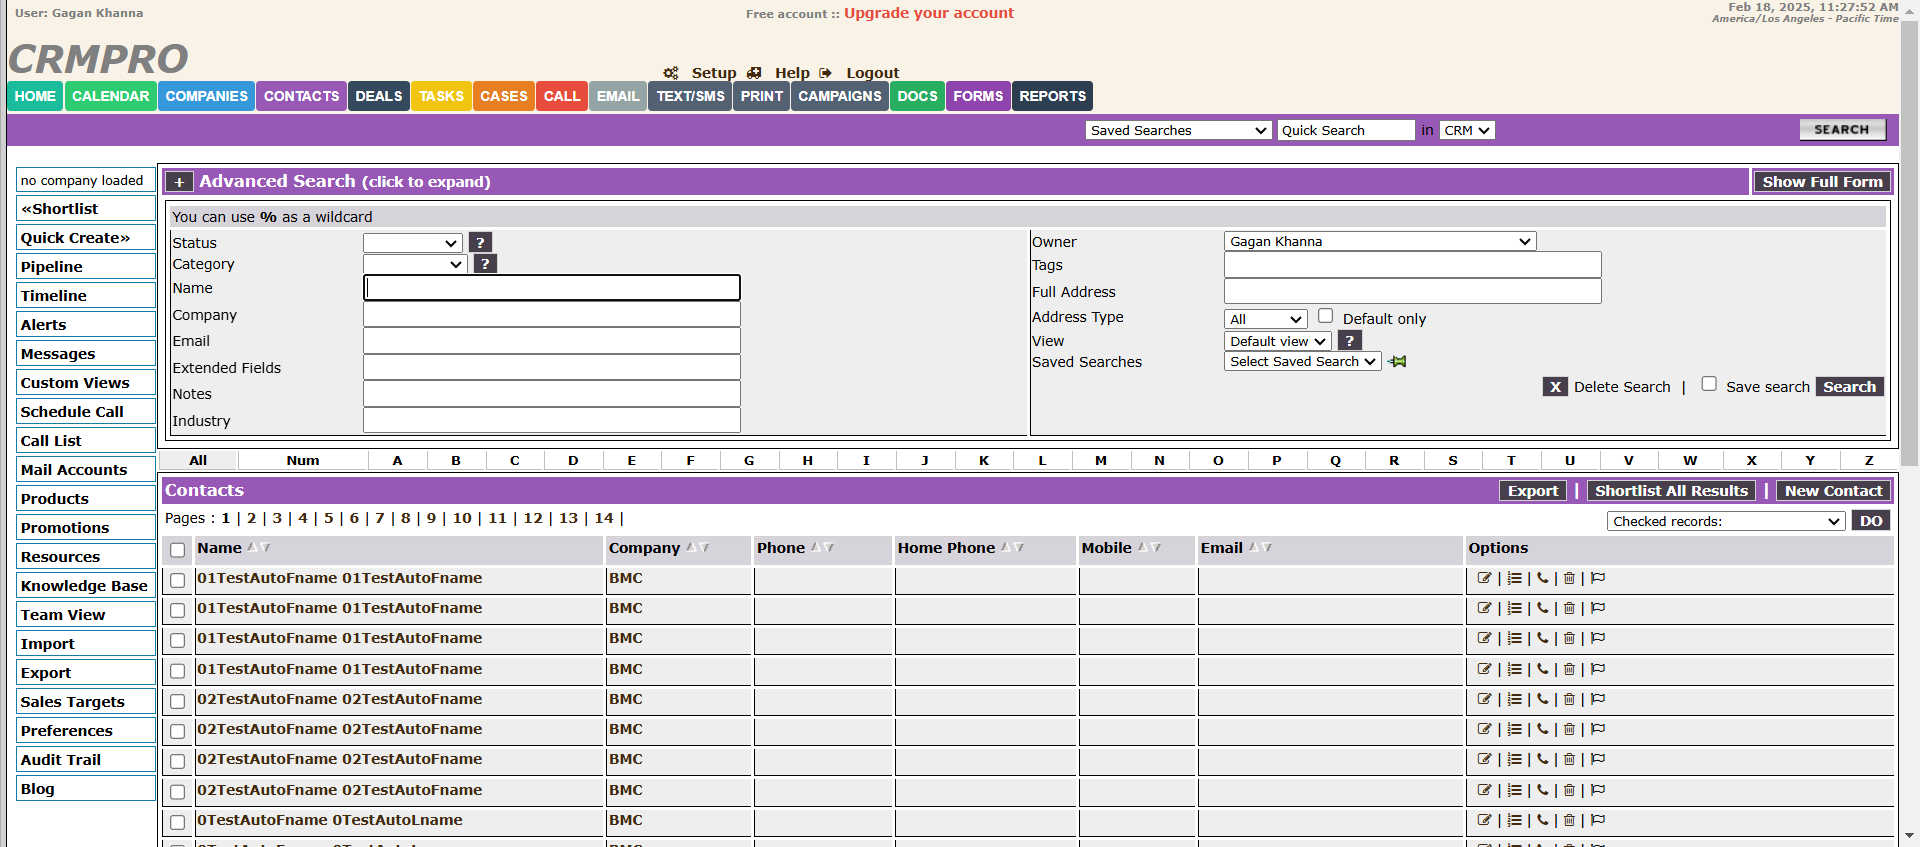 User: Gagan Khanna
Free account :: Upgrade your account
Feb 18, 2025, 11:27:52 AM
America/Los Angeles - Pacific Time
CRMPRO
Setup Help Logout
HOME CALENDAR COMPANIES CONTACTS DEALS TASKS CASES CALL EMAIL TEXT/SMS PRINT CAMPAIGNS DOCS FORMS REPORTS
Saved Searches Quick Search in CRM SEARCH
no company loaded
«Shortlist
Quick Create»
Pipeline
Timeline
Alerts
Messages
Custom Views
Schedule Call
Call List
Mail Accounts
Products
Promotions
Resources
Knowledge Base
Team View
Import
Export
Sales Targets
Preferences
Audit Trail
Blog
+ Advanced Search (click to expand) Show Full Form
You can use % as a wildcard
Status ?
Category ?
Name
Company
Email
Extended Fields
Notes
Industry
Owner Gagan Khanna
Tags
Full Address
Address Type All Default only
View Default view ?
Saved Searches Select Saved Search
X Delete Search | Save search Search
All Num A B C D E F G H I J K L M N O P Q R S T U V W X Y Z
Contacts Export | Shortlist All Results | New Contact
Pages : 1 | 2 | 3 | 4 | 5 | 6 | 7 | 8 | 9 | 10 | 11 | 12 | 13 | 14 |
Checked records: DO
Name Company Phone Home Phone Mobile Email Options
01TestAutoFname 01TestAutoFname BMC | | | |
01TestAutoFname 01TestAutoFname BMC | | | |
01TestAutoFname 01TestAutoFname BMC | | | |
01TestAutoFname 01TestAutoFname BMC | | | |
02TestAutoFname 02TestAutoFname BMC | | | |
02TestAutoFname 02TestAutoFname BMC | | | |
02TestAutoFname 02TestAutoFname BMC | | | |
02TestAutoFname 02TestAutoFname BMC | | | |
0TestAutoFname 0TestAutoLname BMC | | | |